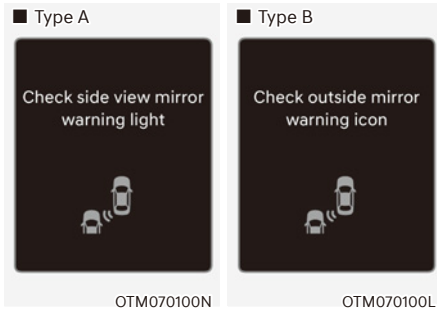 ■ Type A
Check side view mirror
warning light
OTM070100N
■ Type B
Check outside mirror
warning icon
OTM070100L